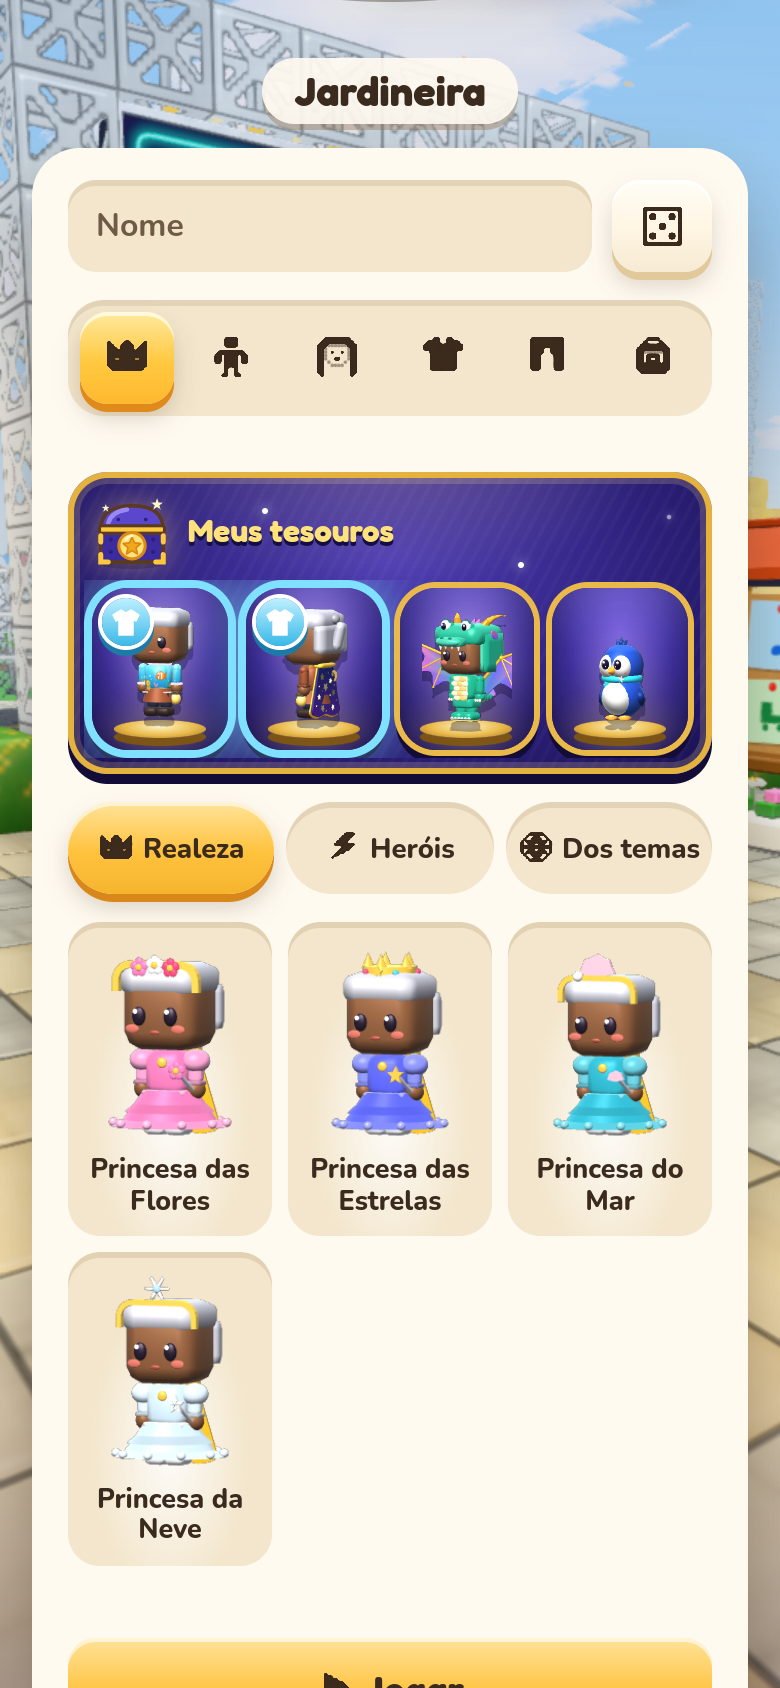 Jardineira
Nome
Meus tesouros
Realeza
Heróis
Dos temas
Princesa das
Flores
Princesa das
Estrelas
Princesa do
Mar
Princesa da
Neve
Jogar